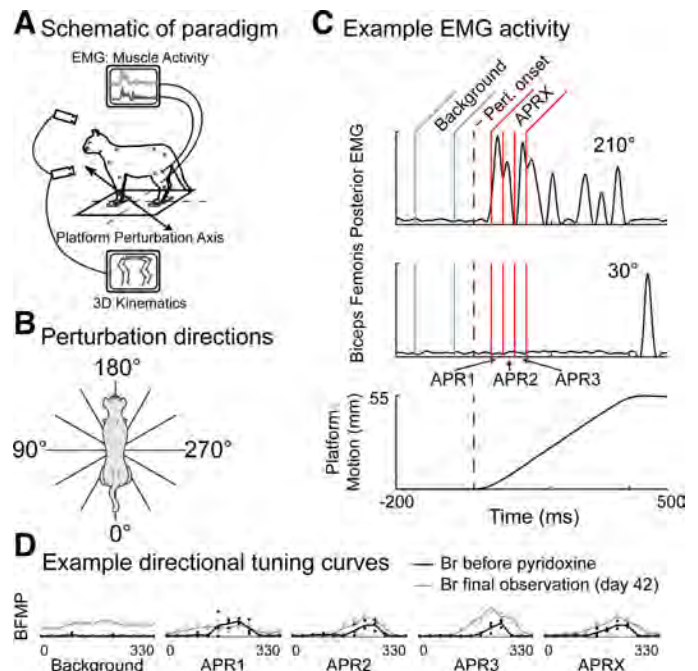 A Schematic of paradigm
EMG: Muscle Activity
Platform Perturbation Axis
3D Kinematics
B Perturbation directions
180°
90°
270°
0°
C Example EMG activity
Background
Pert. onset
APRX
210°
30°
Biceps Femoris Posterior EMG
APR1
APR2
APR3
55
Platform
Motion (mm)
-200
500
Time (ms)
D Example directional tuning curves
Br before pyridoxine
Br final observation (day 42)
BFMP
0 330 0 330 0 330 0 330 0 330
Background APR1 APR2 APR3 APRX